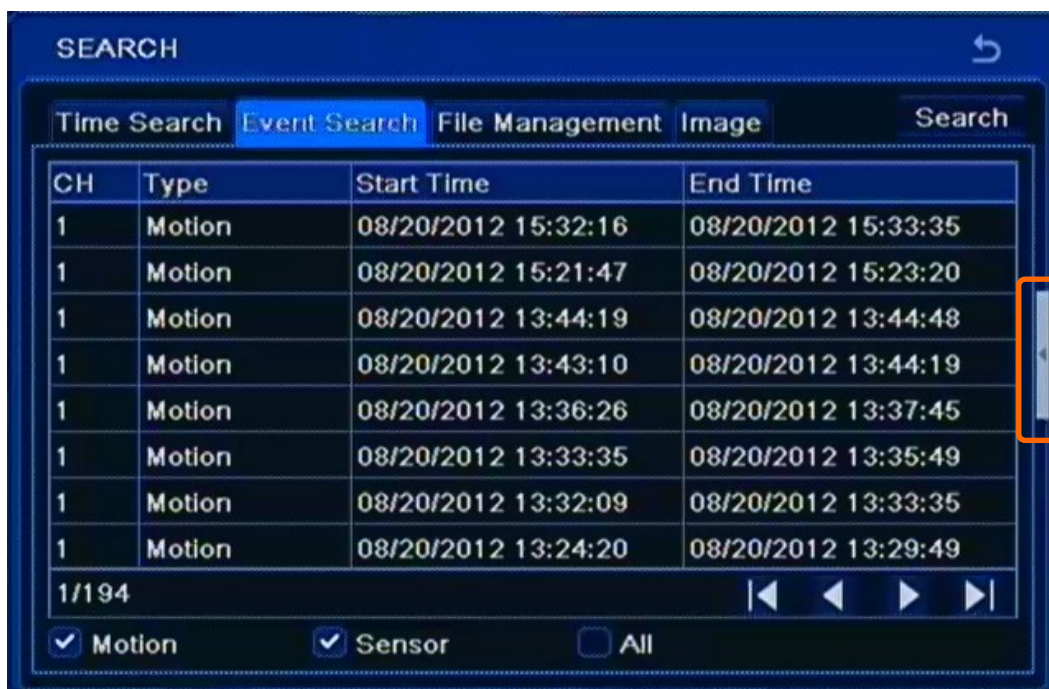 SEARCH
Time Search Event Search File Management Image Search
CH Type Start Time End Time
1 Motion 08/20/2012 15:32:16 08/20/2012 15:33:35
1 Motion 08/20/2012 15:21:47 08/20/2012 15:23:20
1 Motion 08/20/2012 13:44:19 08/20/2012 13:44:48
1 Motion 08/20/2012 13:43:10 08/20/2012 13:44:19
1 Motion 08/20/2012 13:36:26 08/20/2012 13:37:45
1 Motion 08/20/2012 13:33:35 08/20/2012 13:35:49
1 Motion 08/20/2012 13:32:09 08/20/2012 13:33:35
1 Motion 08/20/2012 13:24:20 08/20/2012 13:29:49
1/194
Motion Sensor All